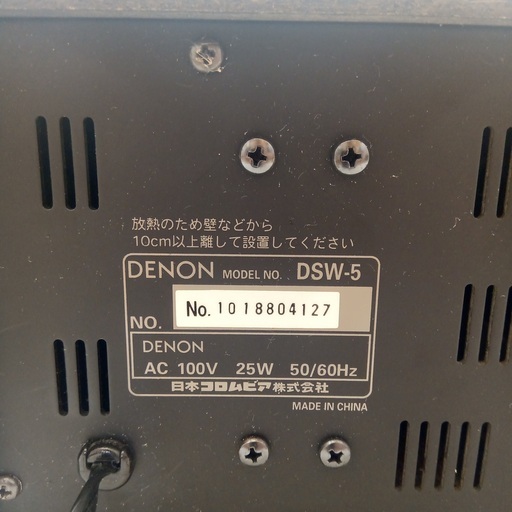 放熱のため壁などから
10cm以上離して設置してください
DENON MODEL NO. DSW-5
NO. No. 1018804127
DENON
AC 100V 25W 50/60Hz
日本コロムビア株式会社
MADE IN CHINA